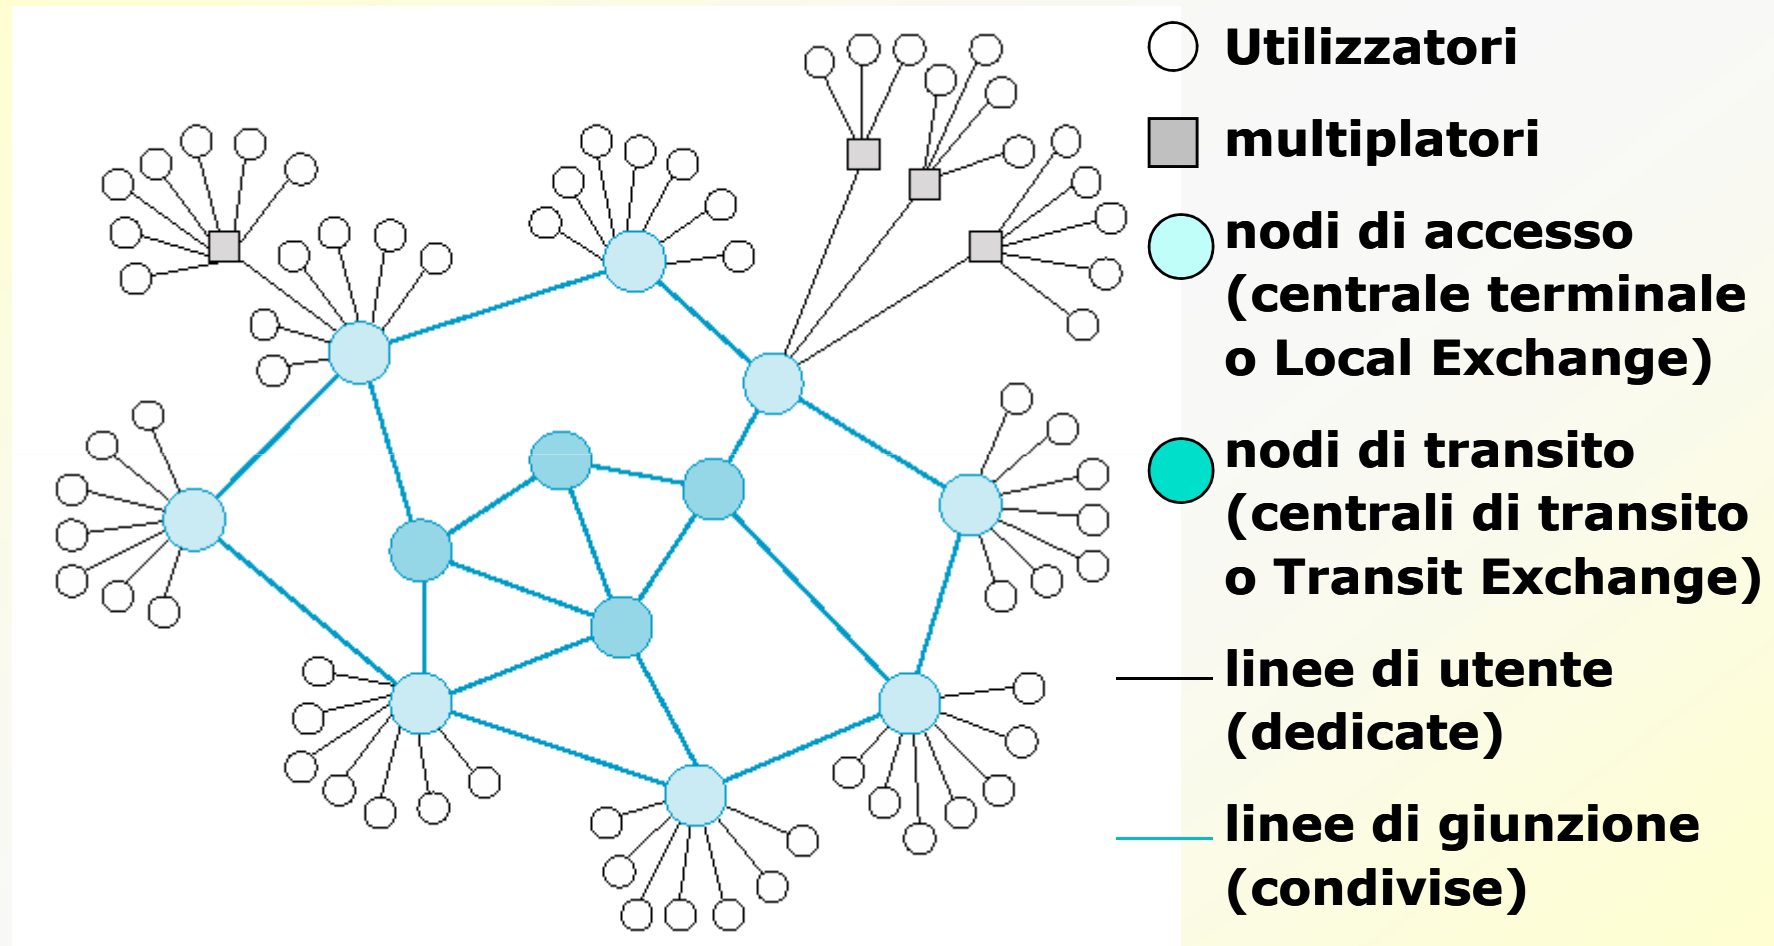 Utilizzatori
multiplatori
nodi di accesso
(centrale terminale
o Local Exchange)
nodi di transito
(centrali di transito
o Transit Exchange)
linee di utente
(dedicate)
linee di giunzione
(condivise)